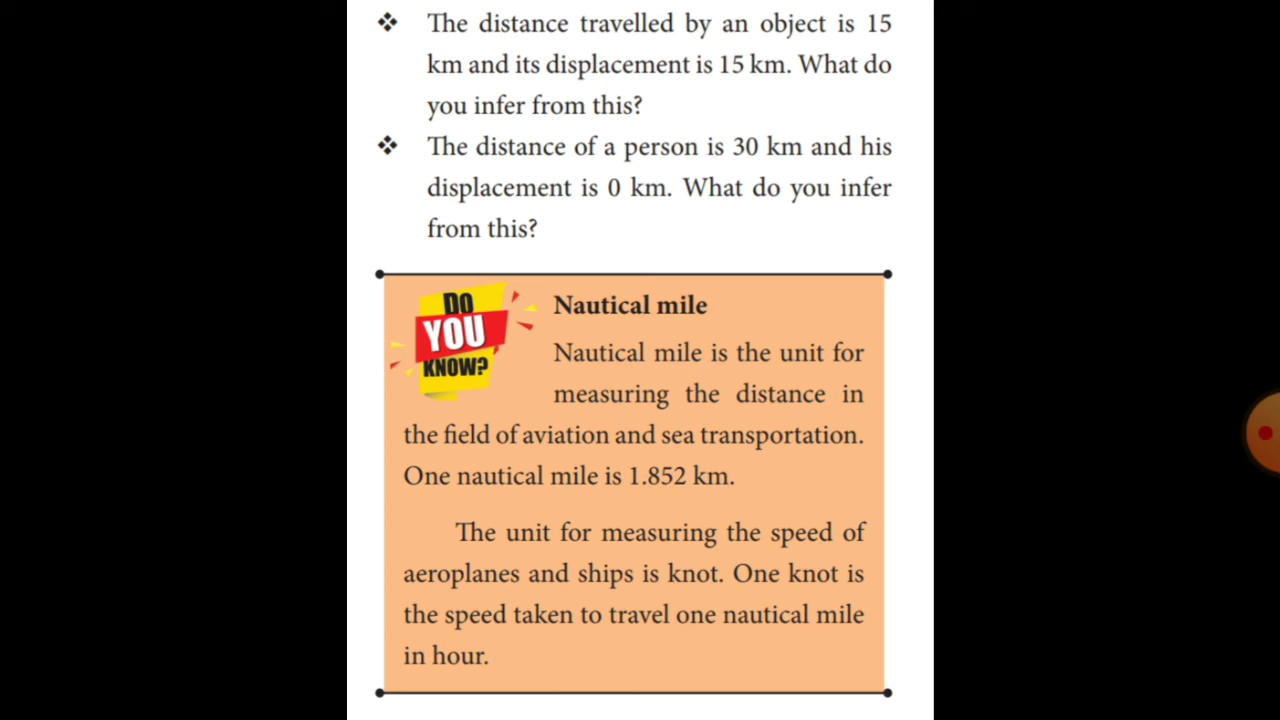 ❖ The distance travelled by an object is 15
km and its displacement is 15 km. What do
you infer from this?
❖ The distance of a person is 30 km and his
displacement is 0 km. What do you infer
from this?
DO
YOU
KNOW?
Nautical mile
Nautical mile is the unit for
measuring the distance in
the field of aviation and sea transportation.
One nautical mile is 1.852 km.
The unit for measuring the speed of
aeroplanes and ships is knot. One knot is
the speed taken to travel one nautical mile
in hour.